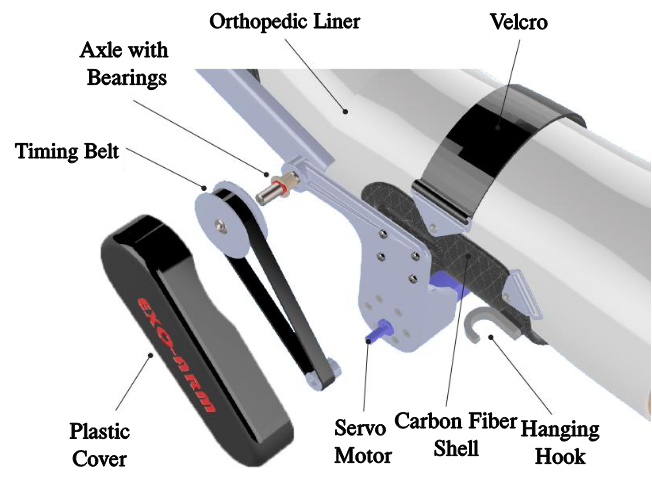 Orthopedic Liner
Velcro
Axle with
Bearings
Timing Belt
EXO-ARM
Plastic
Cover
Servo
Motor
Carbon Fiber
Shell
Hanging
Hook